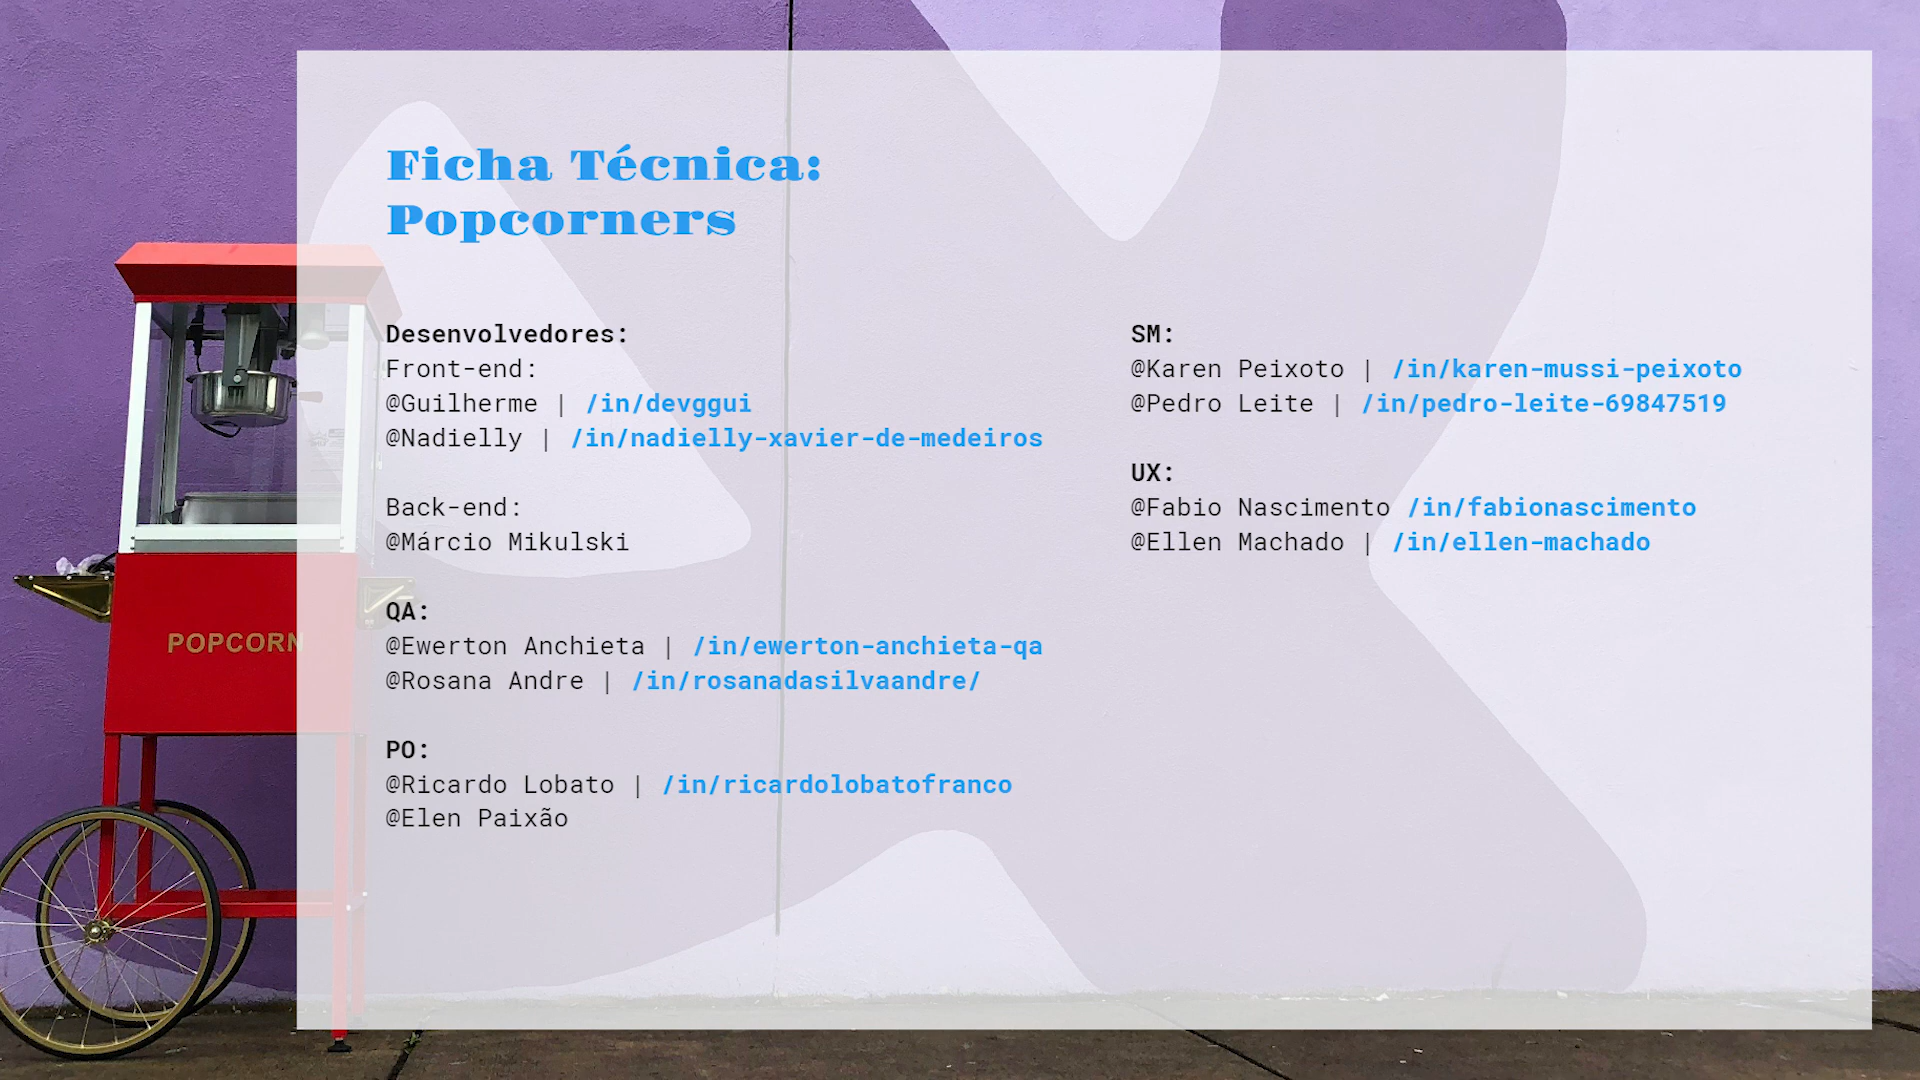 Ficha Técnica:
Popcorners
Desenvolvedores:
Front-end:
@Guilherme | /in/devggui
@Nadielly | /in/nadielly-xavier-de-medeiros
Back-end:
@Márcio Mikulski
QA:
@Ewerton Anchieta | /in/ewerton-anchieta-qa
@Rosana Andre | /in/rosanadasilvaandre/
PO:
@Ricardo Lobato | /in/ricardolobatofranco
@Elen Paixão
SM:
@Karen Peixoto | /in/karen-mussi-peixoto
@Pedro Leite | /in/pedro-leite-69847519
UX:
@Fabio Nascimento /in/fabionascimento
@Ellen Machado | /in/ellen-machado
POPCORN